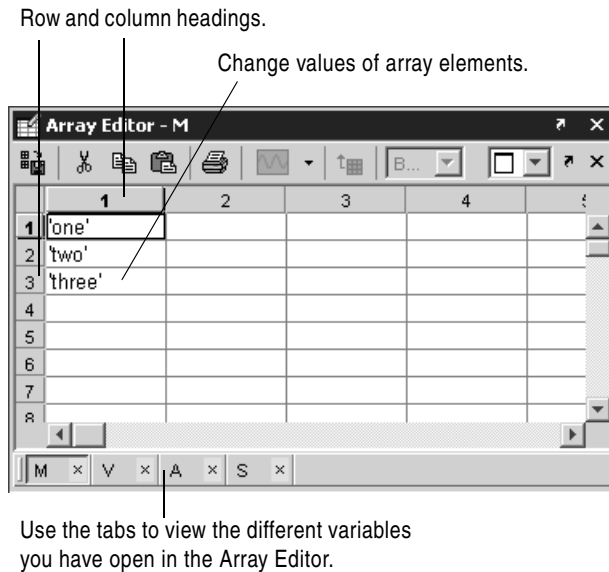 Row and column headings.
Change values of array elements.
Array Editor - M
B...
1 2 3 4
1 'one'
2 'two'
3 'three'
4
5
6
7
8
M V A S
Use the tabs to view the different variables
you have open in the Array Editor.